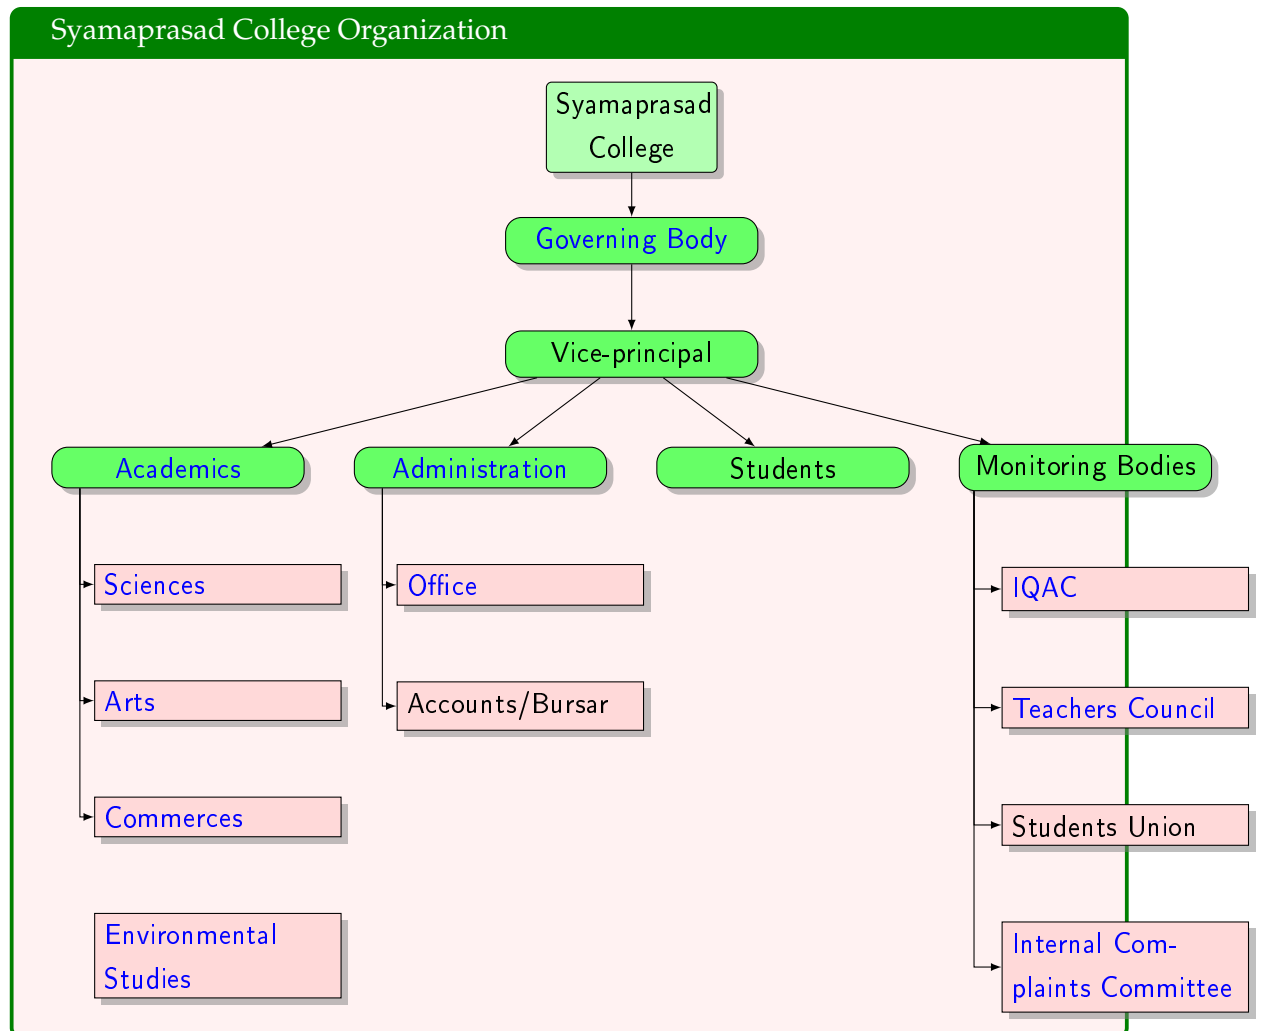 Syamaprasad College Organization
Syamaprasad
College
Governing Body
Vice-principal
Academics
Administration
Students
Monitoring Bodies
Sciences
Office
IQAC
Arts
Accounts/Bursar
Teachers Council
Commerces
Students Union
Environmental
Studies
Internal Com-
plaints Committee